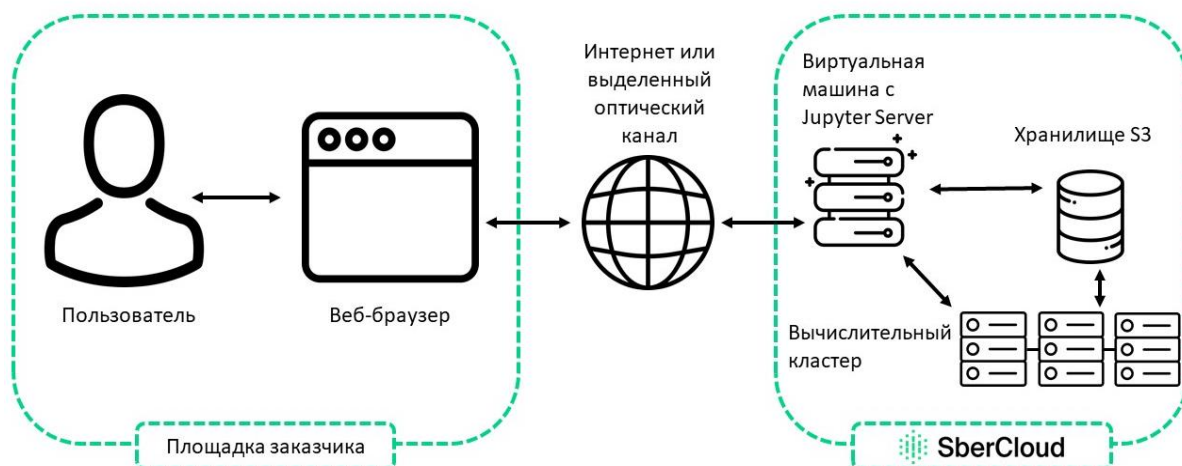 Пользователь
Веб-браузер
Площадка заказчика
Интернет или
выделенный
оптический
канал
Виртуальная
машина с
Jupyter Server
Хранилище S3
Вычислительный
кластер
SberCloud